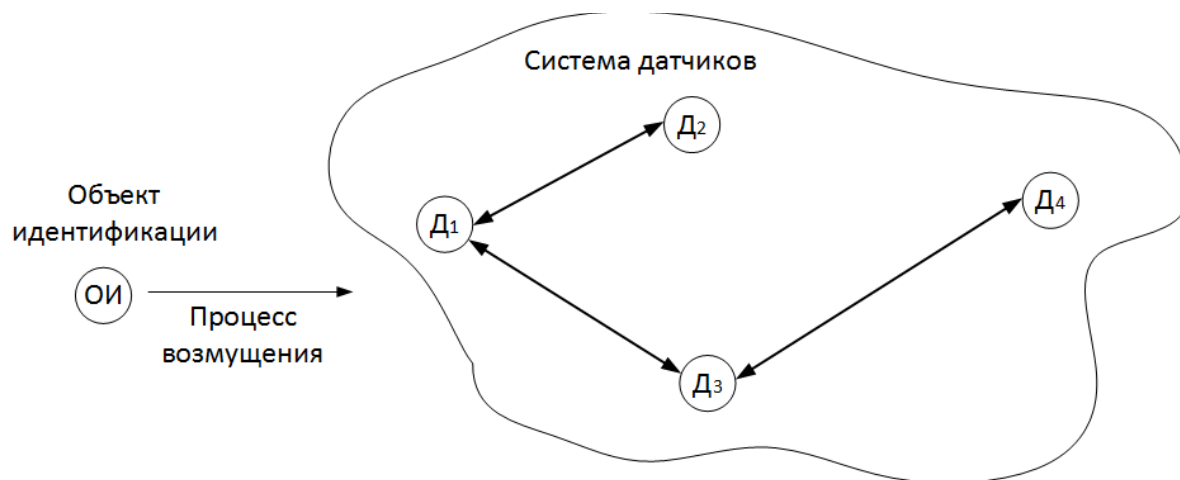 Система датчиков
Д2
Д4
Объект
идентификации
Д1
ОИ
Процесс
возмущения
Д3